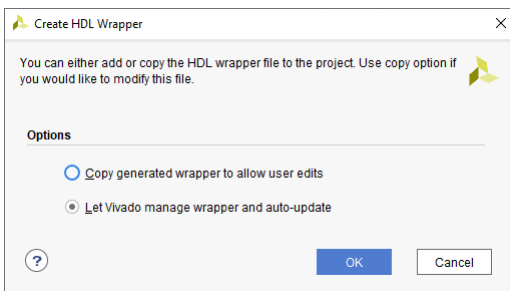 Create HDL Wrapper
You can either add or copy the HDL wrapper file to the project. Use copy option if
you would like to modify this file.
Options
Copy generated wrapper to allow user edits
Let Vivado manage wrapper and auto-update
?
OK
Cancel